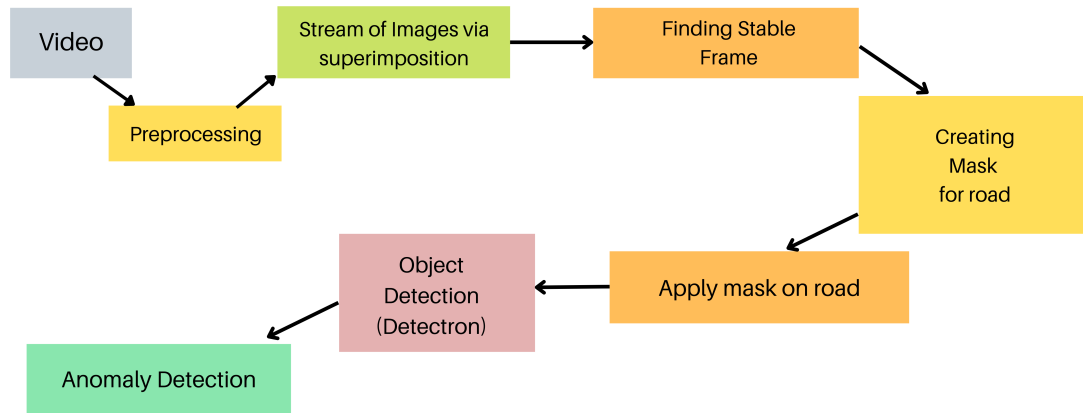 Video
Preprocessing
Stream of Images via
superimposition
Finding Stable
Frame
Creating
Mask
for road
Apply mask on road
Object
Detection
(Detectron)
Anomaly Detection